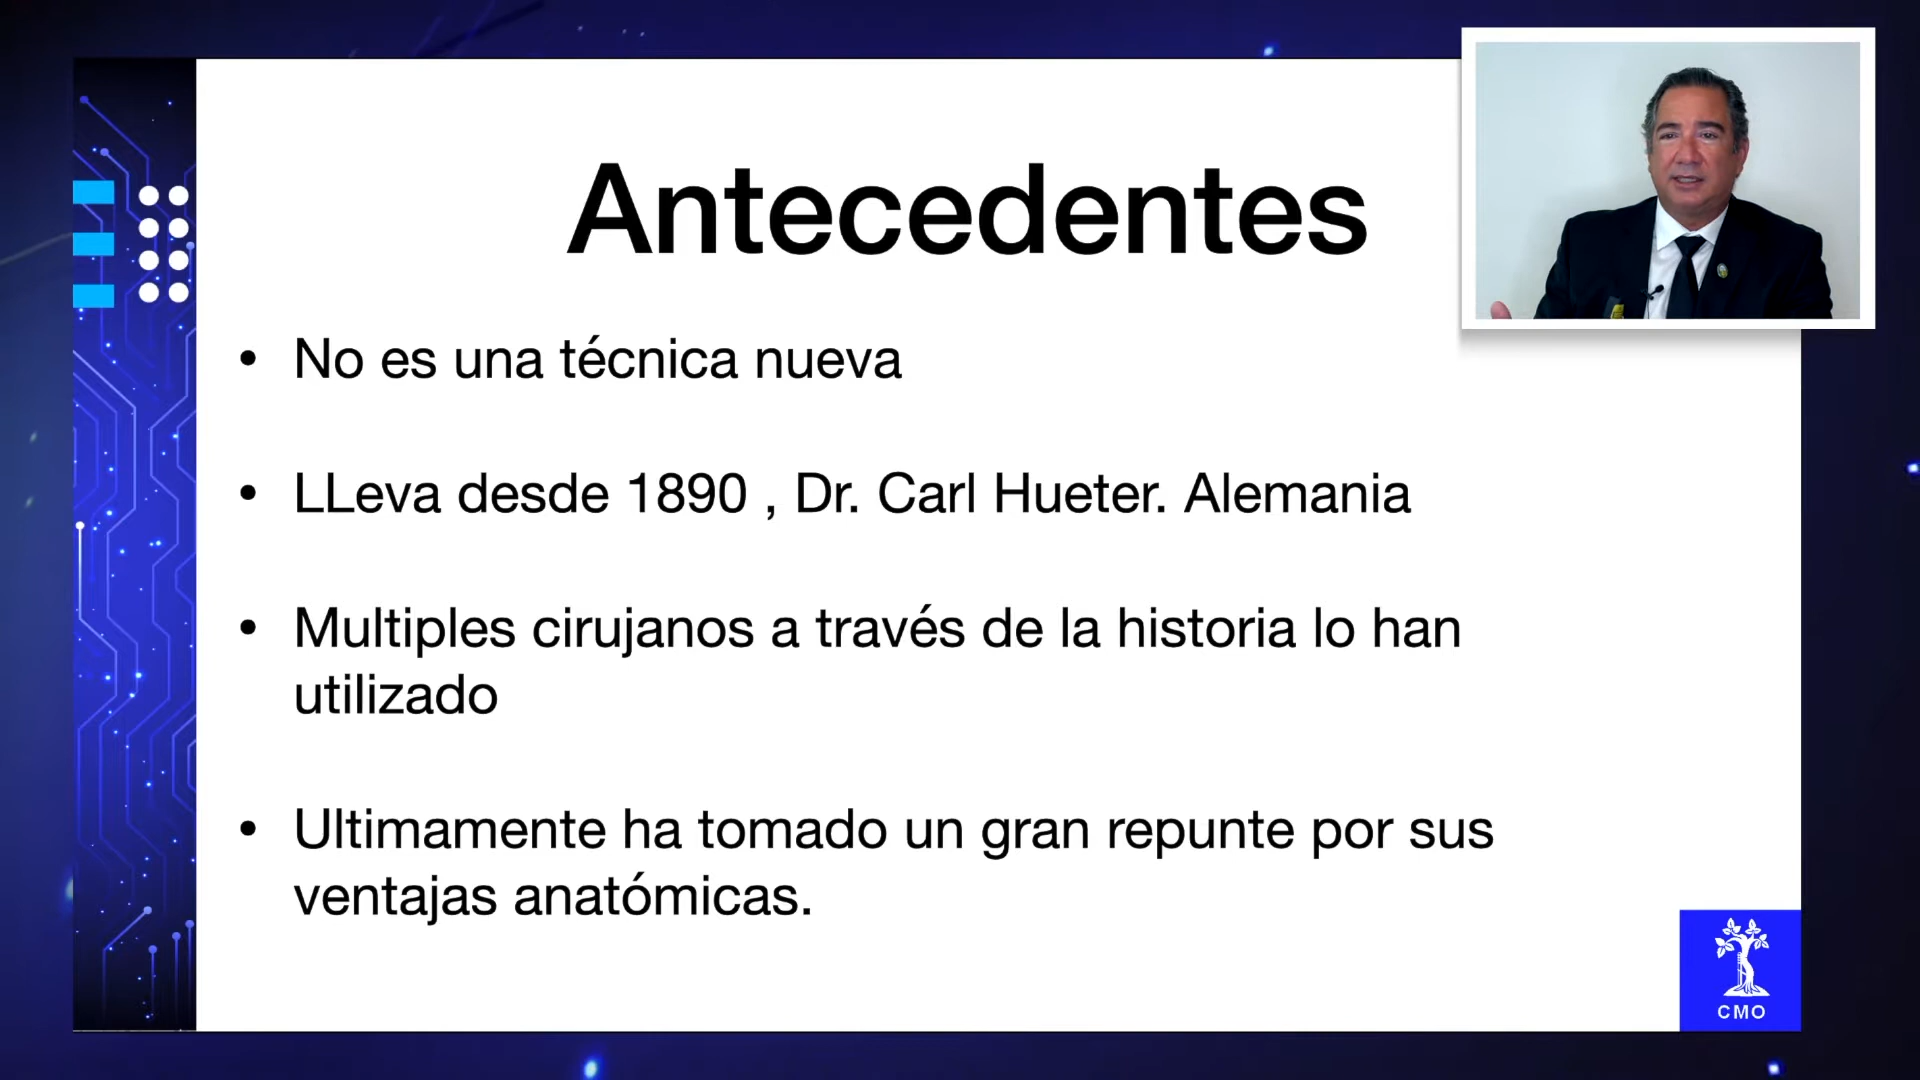 Antecedentes
• No es una técnica nueva
• LLeva desde 1890 , Dr. Carl Hueter. Alemania
• Multiples cirujanos a través de la historia lo han
utilizado
• Ultimamente ha tomado un gran repunte por sus
ventajas anatómicas.
CMO